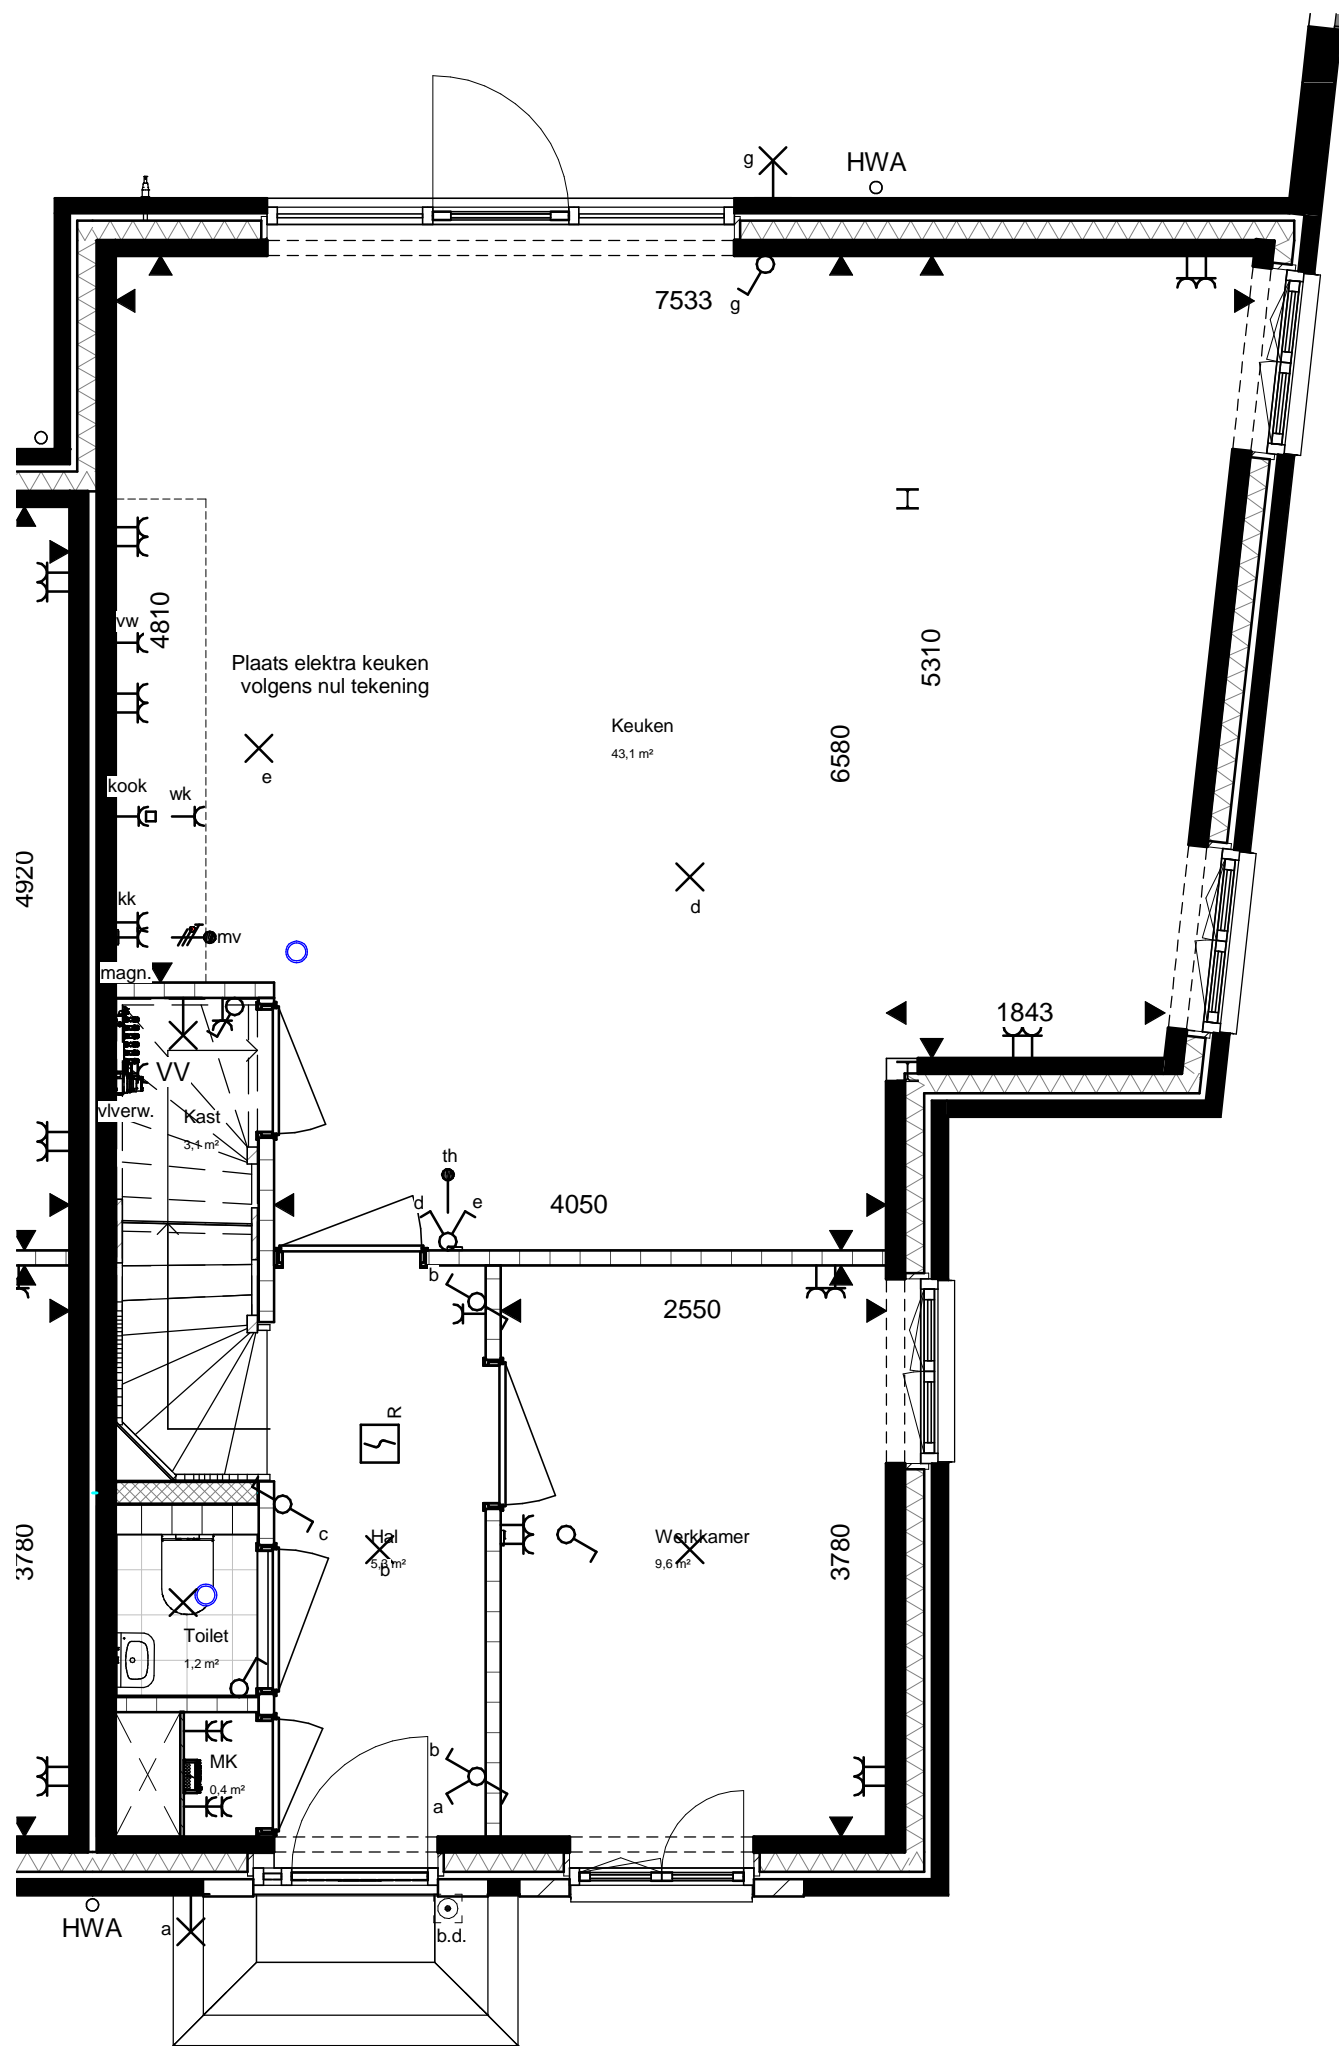 g
HWA
7533
g
vw
4810
Plaats elektra keuken
volgens nul tekening
5310
Keuken
43,1 m²
6580
e
kook
wk
4920
d
kk
mv
magn.
1843
VV
vlverw.
Kast
3,1 m²
th
d
e
4050
b
2550
R
c
Hal
5,3 m²
b
Werkkamer
9,6 m²
3780
3780
Toilet
1,2 m²
MK
0,4 m²
b
a
HWA
a
b.d.